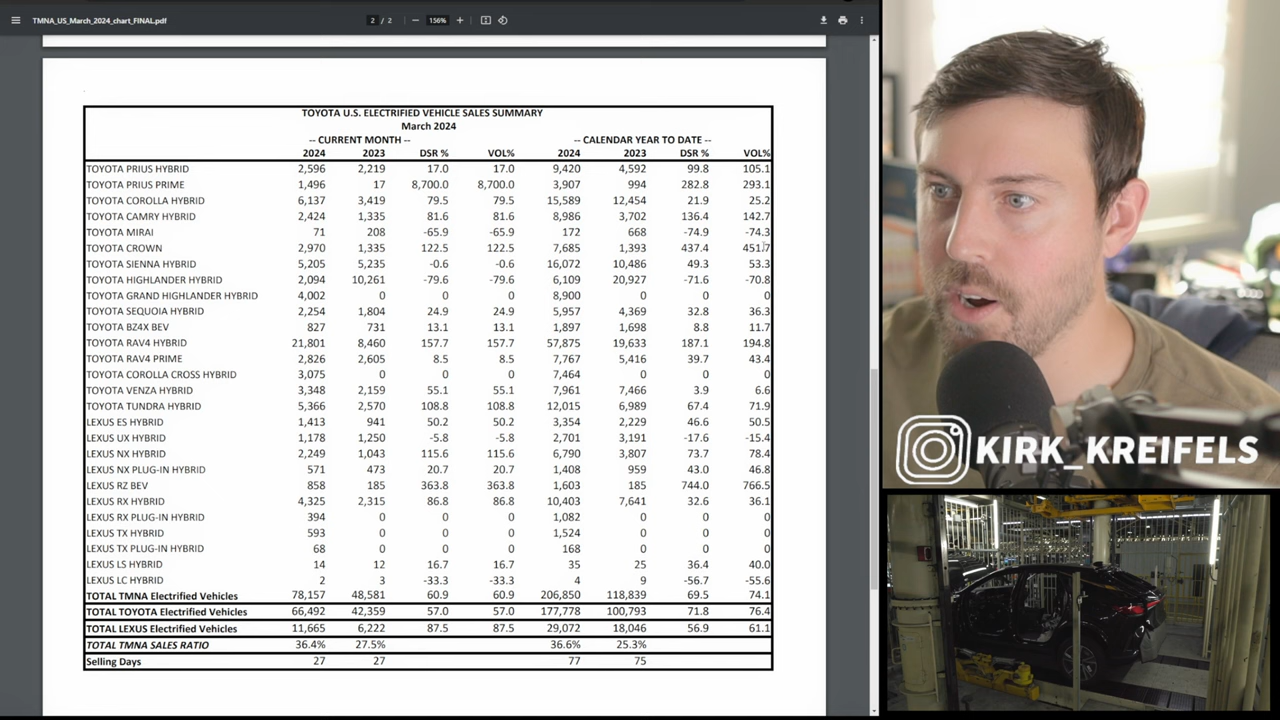 TMNA_US_March_2024_chart_FINAL.pdf 2 / 2 156%
TOYOTA U.S. ELECTRIFIED VEHICLE SALES SUMMARY
March 2024
-- CURRENT MONTH -- -- CALENDAR YEAR TO DATE --
2024 2023 DSR % VOL% 2024 2023 DSR % VOL%
TOYOTA PRIUS HYBRID 2,596 2,219 17.0 17.0 9,420 4,592 99.8 105.1
TOYOTA PRIUS PRIME 1,496 17 8,700.0 8,700.0 3,907 994 282.8 293.1
TOYOTA COROLLA HYBRID 6,137 3,419 79.5 79.5 15,589 12,454 21.9 25.2
TOYOTA CAMRY HYBRID 2,424 1,335 81.6 81.6 8,986 3,702 136.4 142.7
TOYOTA MIRAI 71 208 -65.9 -65.9 172 668 -74.9 -74.3
TOYOTA CROWN 2,970 1,335 122.5 122.5 7,685 1,393 437.4 451.7
TOYOTA SIENNA HYBRID 5,205 5,235 -0.6 -0.6 16,072 10,486 49.3 53.3
TOYOTA HIGHLANDER HYBRID 2,094 10,261 -79.6 -79.6 6,109 20,927 -71.6 -70.8
TOYOTA GRAND HIGHLANDER HYBRID 4,002 0 0 0 8,900 0 0 0
TOYOTA SEQUOIA HYBRID 2,254 1,804 24.9 24.9 5,957 4,369 32.8 36.3
TOYOTA BZ4X BEV 827 731 13.1 13.1 1,897 1,698 8.8 11.7
TOYOTA RAV4 HYBRID 21,801 8,460 157.7 157.7 57,875 19,633 187.1 194.8
TOYOTA RAV4 PRIME 2,826 2,605 8.5 8.5 7,767 5,416 39.7 43.4
TOYOTA COROLLA CROSS HYBRID 3,075 0 0 0 7,464 0 0 0
TOYOTA VENZA HYBRID 3,348 2,159 55.1 55.1 7,961 7,466 3.9 6.6
TOYOTA TUNDRA HYBRID 5,366 2,570 108.8 108.8 12,015 6,989 67.4 71.9
LEXUS ES HYBRID 1,413 941 50.2 50.2 3,354 2,229 46.6 50.5
LEXUS UX HYBRID 1,178 1,250 -5.8 -5.8 2,701 3,191 -17.6 -15.4
LEXUS NX HYBRID 2,249 1,043 115.6 115.6 6,790 3,807 73.7 78.4
LEXUS NX PLUG-IN HYBRID 571 473 20.7 20.7 1,408 959 43.0 46.8
LEXUS RZ BEV 858 185 363.8 363.8 1,603 185 744.0 766.5
LEXUS RX HYBRID 4,325 2,315 86.8 86.8 10,403 7,641 32.6 36.1
LEXUS RX PLUG-IN HYBRID 394 0 0 0 1,082 0 0 0
LEXUS TX HYBRID 593 0 0 0 1,524 0 0 0
LEXUS TX PLUG-IN HYBRID 68 0 0 0 168 0 0 0
LEXUS LS HYBRID 14 12 16.7 16.7 35 25 36.4 40.0
LEXUS LC HYBRID 2 3 -33.3 -33.3 4 9 -56.7 -55.6
TOTAL TMNA Electrified Vehicles 78,157 48,581 60.9 60.9 206,850 118,839 69.5 74.1
TOTAL TOYOTA Electrified Vehicles 66,492 42,359 57.0 57.0 177,778 100,793 71.8 76.4
TOTAL LEXUS Electrified Vehicles 11,665 6,222 87.5 87.5 29,072 18,046 56.9 61.1
TOTAL TMNA SALES RATIO 36.4% 27.5% 36.6% 25.3%
Selling Days 27 27 77 75
KIRK_KREIFELS